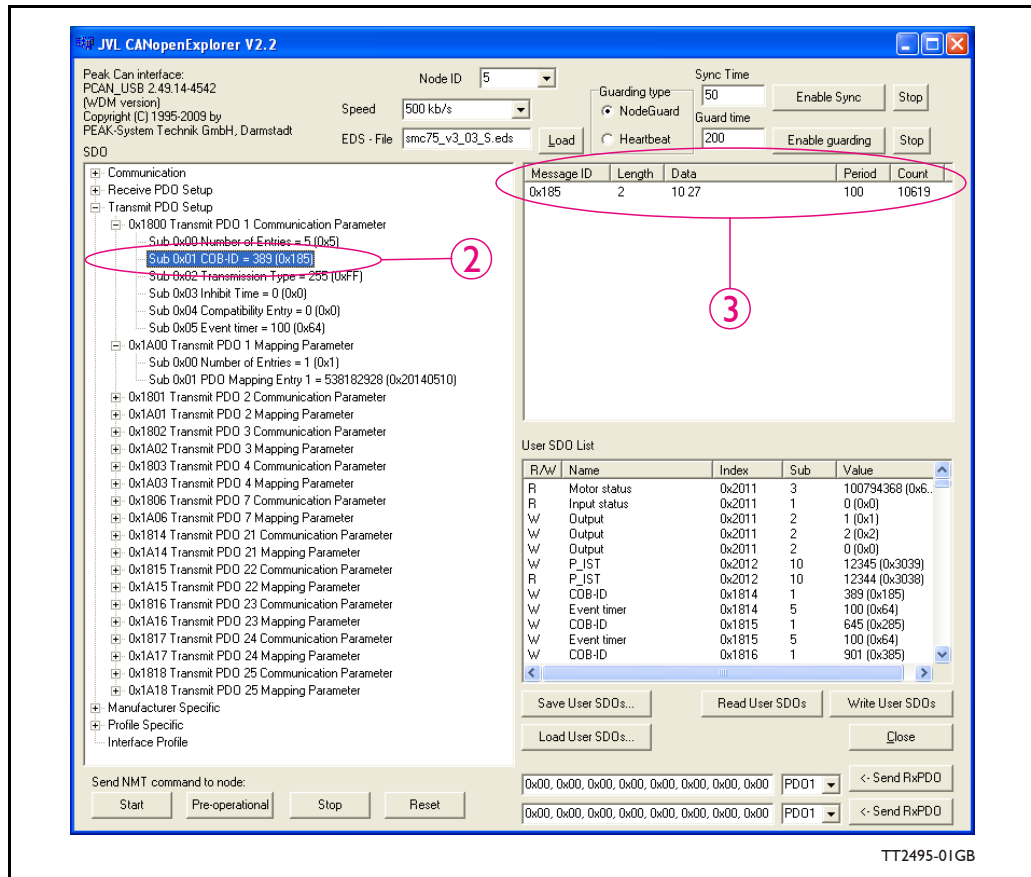 JVL CANopenExplorer V2.2
Peak Can interface:
PCAN_USB 2.49.14-4542
(WDM version)
Copyright (C) 1995-2009 by
PEAK-System Technik GmbH, Darmstadt
Node ID 5
Speed 500 kb/s
EDS - File smc75_v3_03_S.eds Load
Guarding type
NodeGuard
Heartbeat
Sync Time
50 Enable Sync Stop
Guard time
200 Enable guarding Stop
SDO
Communication
Receive PDO Setup
Transmit PDO Setup
0x1800 Transmit PDO 1 Communication Parameter
Sub 0x00 Number of Entries = 5 (0x5)
Sub 0x01 COB-ID = 389 (0x185)
Sub 0x02 Transmission Type = 255 (0xFF)
Sub 0x03 Inhibit Time = 0 (0x0)
Sub 0x04 Compatibility Entry = 0 (0x0)
Sub 0x05 Event timer = 100 (0x64)
0x1A00 Transmit PDO 1 Mapping Parameter
Sub 0x00 Number of Entries = 1 (0x1)
Sub 0x01 PDO Mapping Entry 1 = 538182928 (0x20140510)
0x1801 Transmit PDO 2 Communication Parameter
0x1A01 Transmit PDO 2 Mapping Parameter
0x1802 Transmit PDO 3 Communication Parameter
0x1A02 Transmit PDO 3 Mapping Parameter
0x1803 Transmit PDO 4 Communication Parameter
0x1A03 Transmit PDO 4 Mapping Parameter
0x1806 Transmit PDO 7 Communication Parameter
0x1A06 Transmit PDO 7 Mapping Parameter
0x1814 Transmit PDO 21 Communication Parameter
0x1A14 Transmit PDO 21 Mapping Parameter
0x1815 Transmit PDO 22 Communication Parameter
0x1A15 Transmit PDO 22 Mapping Parameter
0x1816 Transmit PDO 23 Communication Parameter
0x1A16 Transmit PDO 23 Mapping Parameter
0x1817 Transmit PDO 24 Communication Parameter
0x1A17 Transmit PDO 24 Mapping Parameter
0x1818 Transmit PDO 25 Communication Parameter
0x1A18 Transmit PDO 25 Mapping Parameter
Manufacturer Specific
Profile Specific
Interface Profile
2
Message ID Length Data Period Count
0x185 2 10 27 100 10619
3
User SDO List
R/W Name Index Sub Value
R Motor status 0x2011 3 100794368 (0x6..
R Input status 0x2011 1 0 (0x0)
W Output 0x2011 2 1 (0x1)
W Output 0x2011 2 2 (0x2)
W Output 0x2011 2 0 (0x0)
W P_IST 0x2012 10 12345 (0x3039)
R P_IST 0x2012 10 12344 (0x3038)
W COB-ID 0x1814 1 389 (0x185)
W Event timer 0x1814 5 100 (0x64)
W COB-ID 0x1815 1 645 (0x285)
W Event timer 0x1815 5 100 (0x64)
W COB-ID 0x1816 1 901 (0x385)
Save User SDOs... Read User SDOs Write User SDOs
Load User SDOs... Close
Send NMT command to node:
Start Pre-operational Stop Reset
0x00, 0x00, 0x00, 0x00, 0x00, 0x00, 0x00, 0x00 PDO1 <- Send RxPDO
0x00, 0x00, 0x00, 0x00, 0x00, 0x00, 0x00, 0x00 PDO1 <- Send RxPDO
TT2495-01GB